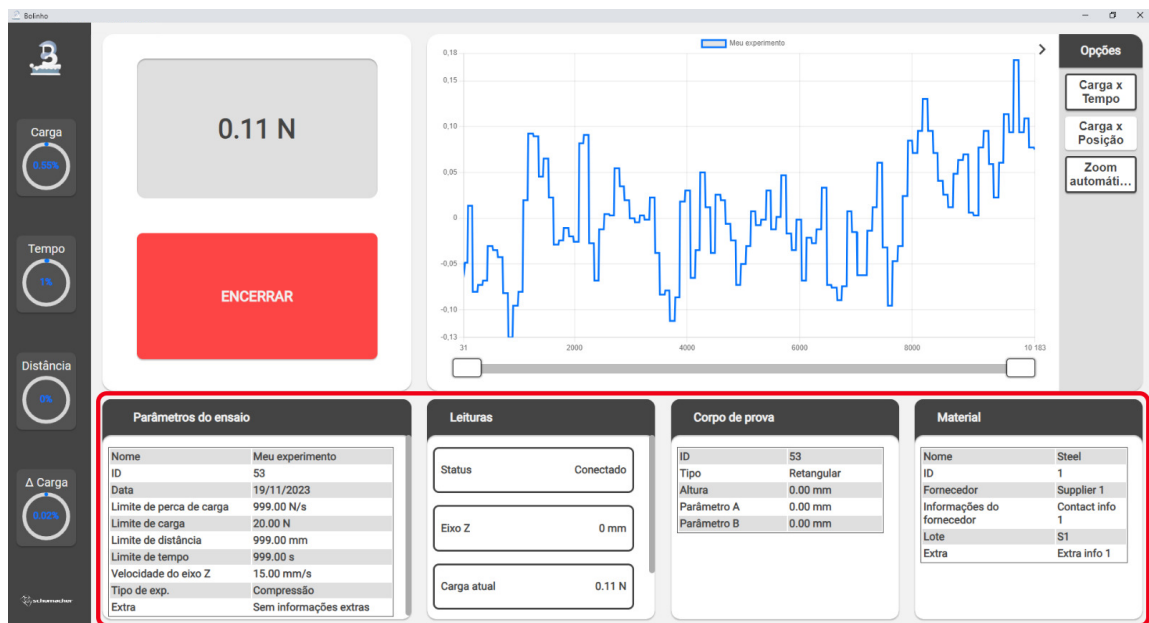 Bolinho
Carga
0.55%
Tempo
1%
Distância
0%
Δ Carga
0.02%
schumacher
0.11 N
ENCERRAR
Meu experimento
0,18
0,15
0,10
0,05
0
-0,05
-0,10
-0,13
31 2000 4000 6000 8000 10 183
Opções
Carga x
Tempo
Carga x
Posição
Zoom
automáti...
Parâmetros do ensaio
Nome Meu experimento
ID 53
Data 19/11/2023
Limite de perca de carga 999.00 N/s
Limite de carga 20.00 N
Limite de distância 999.00 mm
Limite de tempo 999.00 s
Velocidade do eixo Z 15.00 mm/s
Tipo de exp. Compressão
Extra Sem informações extras
Leituras
Status Conectado
Eixo Z 0 mm
Carga atual 0.11 N
Corpo de prova
ID 53
Tipo Retangular
Altura 0.00 mm
Parâmetro A 0.00 mm
Parâmetro B 0.00 mm
Material
Nome Steel
ID 1
Fornecedor Supplier 1
Informações do Contact info
fornecedor 1
Lote S1
Extra Extra info 1